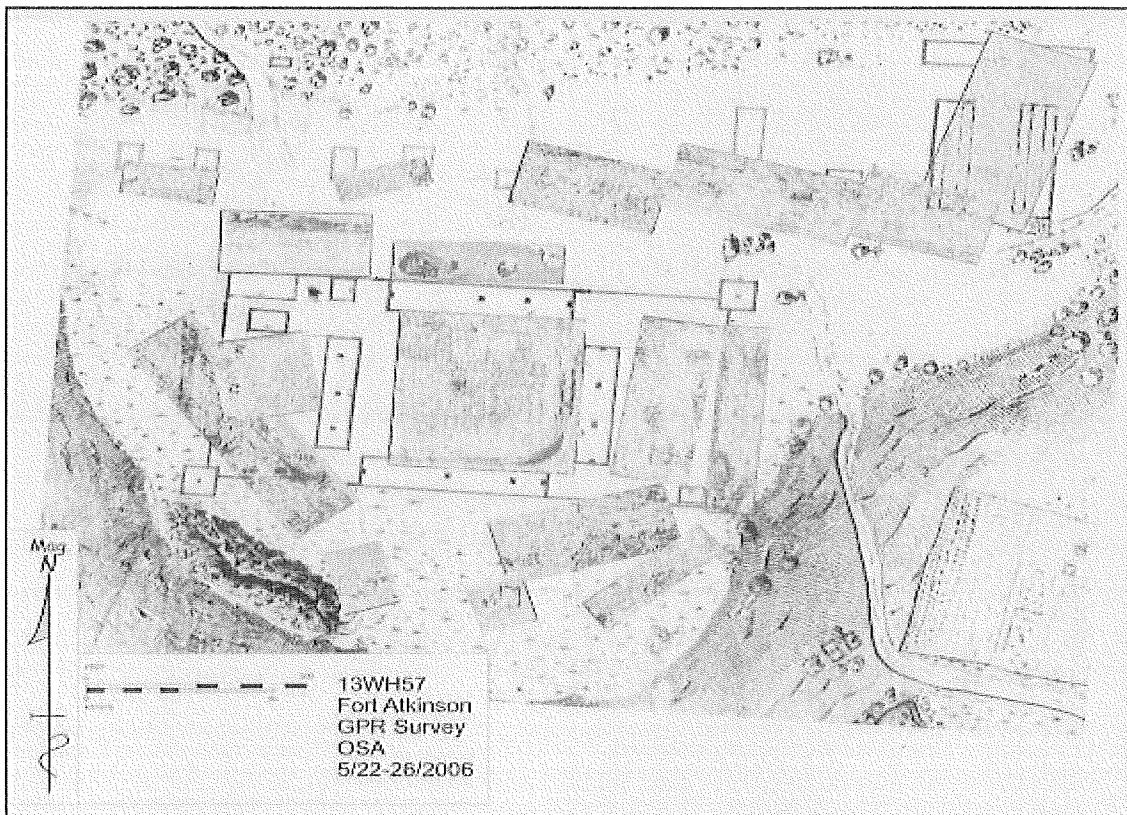 Mag
N
13WH57
Fort Atkinson
GPR Survey
OSA
5/22-26/2006